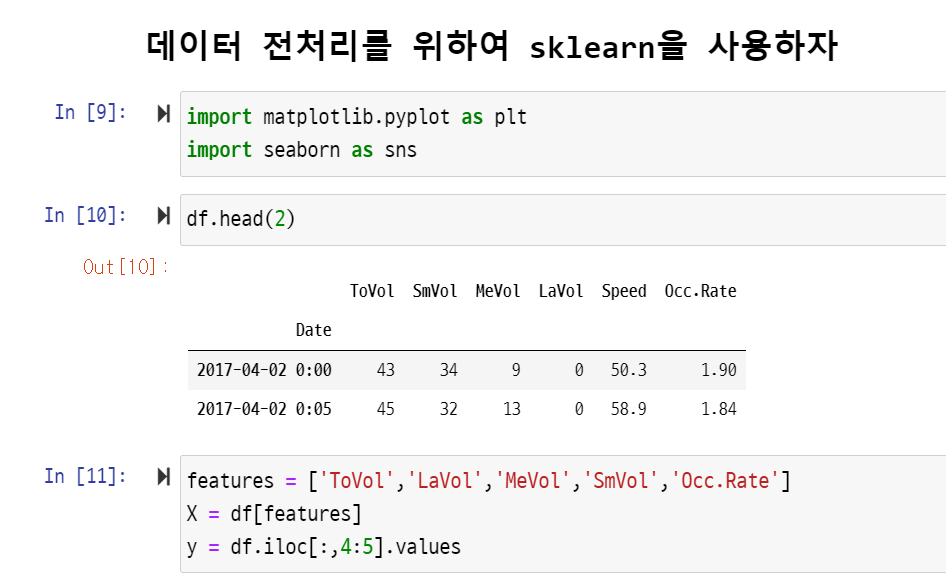 데이터 전처리를 위하여 sklearn을 사용하자
In [9]:
import matplotlib.pyplot as plt
import seaborn as sns
In [10]:
df.head(2)
Out[10]:
ToVol SmVol MeVol LaVol Speed Occ.Rate
Date
2017-04-02 0:00 43 34 9 0 50.3 1.90
2017-04-02 0:05 45 32 13 0 58.9 1.84
In [11]:
features = ['ToVol','LaVol','MeVol','SmVol','Occ.Rate']
X = df[features]
y = df.iloc[:,4:5].values